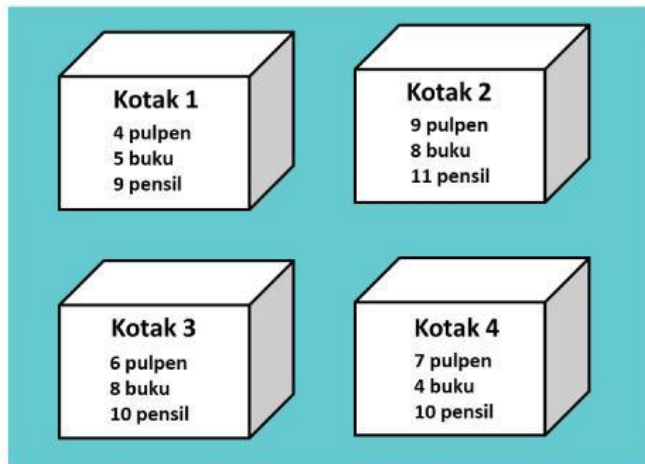 Kotak 1
4 pulpen
5 buku
9 pensil
Kotak 2
9 pulpen
8 buku
11 pensil
Kotak 3
6 pulpen
8 buku
10 pensil
Kotak 4
7 pulpen
4 buku
10 pensil